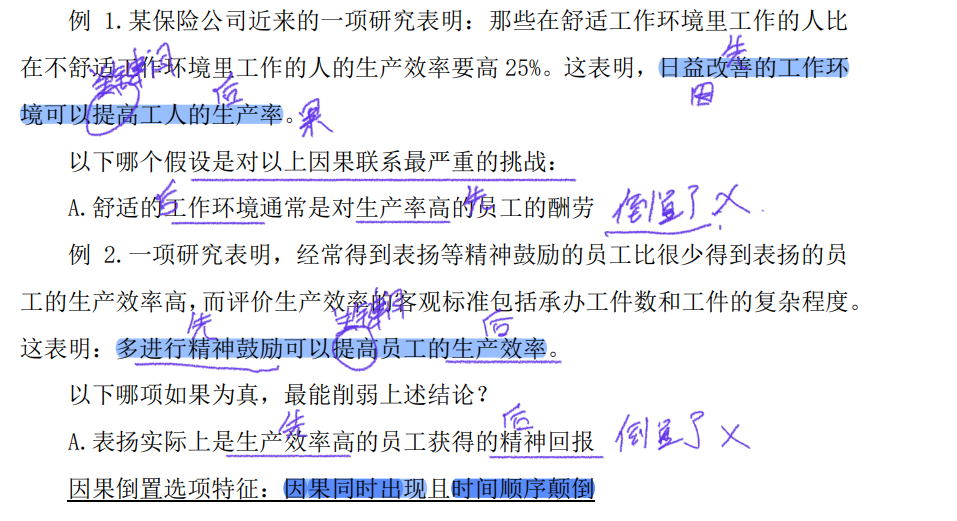 例 1.某保险公司近来的一项研究表明：那些在舒适工作环境里工作的人比
先
在不舒适工作环境里工作的人的生产效率要高 25%。这表明，日益改善的工作环
后
因
境可以提高工人的生产率。
果
以下哪个假设是对以上因果联系最严重的挑战：
后
先
A.舒适的工作环境通常是对生产率高的员工的酬劳 倒置了 ×
例 2.一项研究表明，经常得到表扬等精神鼓励的员工比很少得到表扬的员
工的生产效率高，而评价生产效率的客观标准包括承办工件数和工件的复杂程度。
先
后
这表明：多进行精神鼓励可以提高员工的生产效率。
以下哪项如果为真，最能削弱上述结论？
先
后
A.表扬实际上是生产效率高的员工获得的精神回报 倒置了 ×
因果倒置选项特征：因果同时出现且时间顺序颠倒